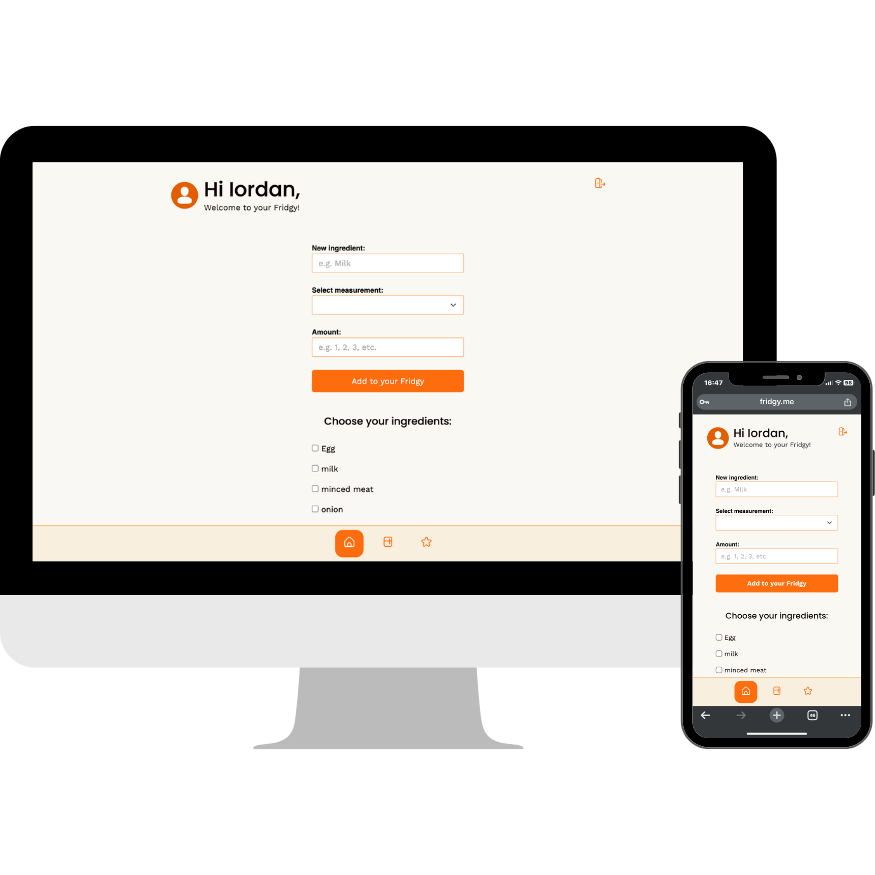 Hi Iordan,
Welcome to your Fridgy!
New ingredient:
e.g. Milk
Select measurement:
Amount:
e.g. 1, 2, 3, etc.
Add to your Fridgy
Choose your ingredients:
Egg
milk
minced meat
onion
16:47
fridgy.me
Hi Iordan,
Welcome to your Fridgy!
New ingredient:
e.g. Milk
Select measurement:
Amount:
e.g. 1, 2, 3, etc.
Add to your Fridgy
Choose your ingredients:
Egg
milk
minced meat